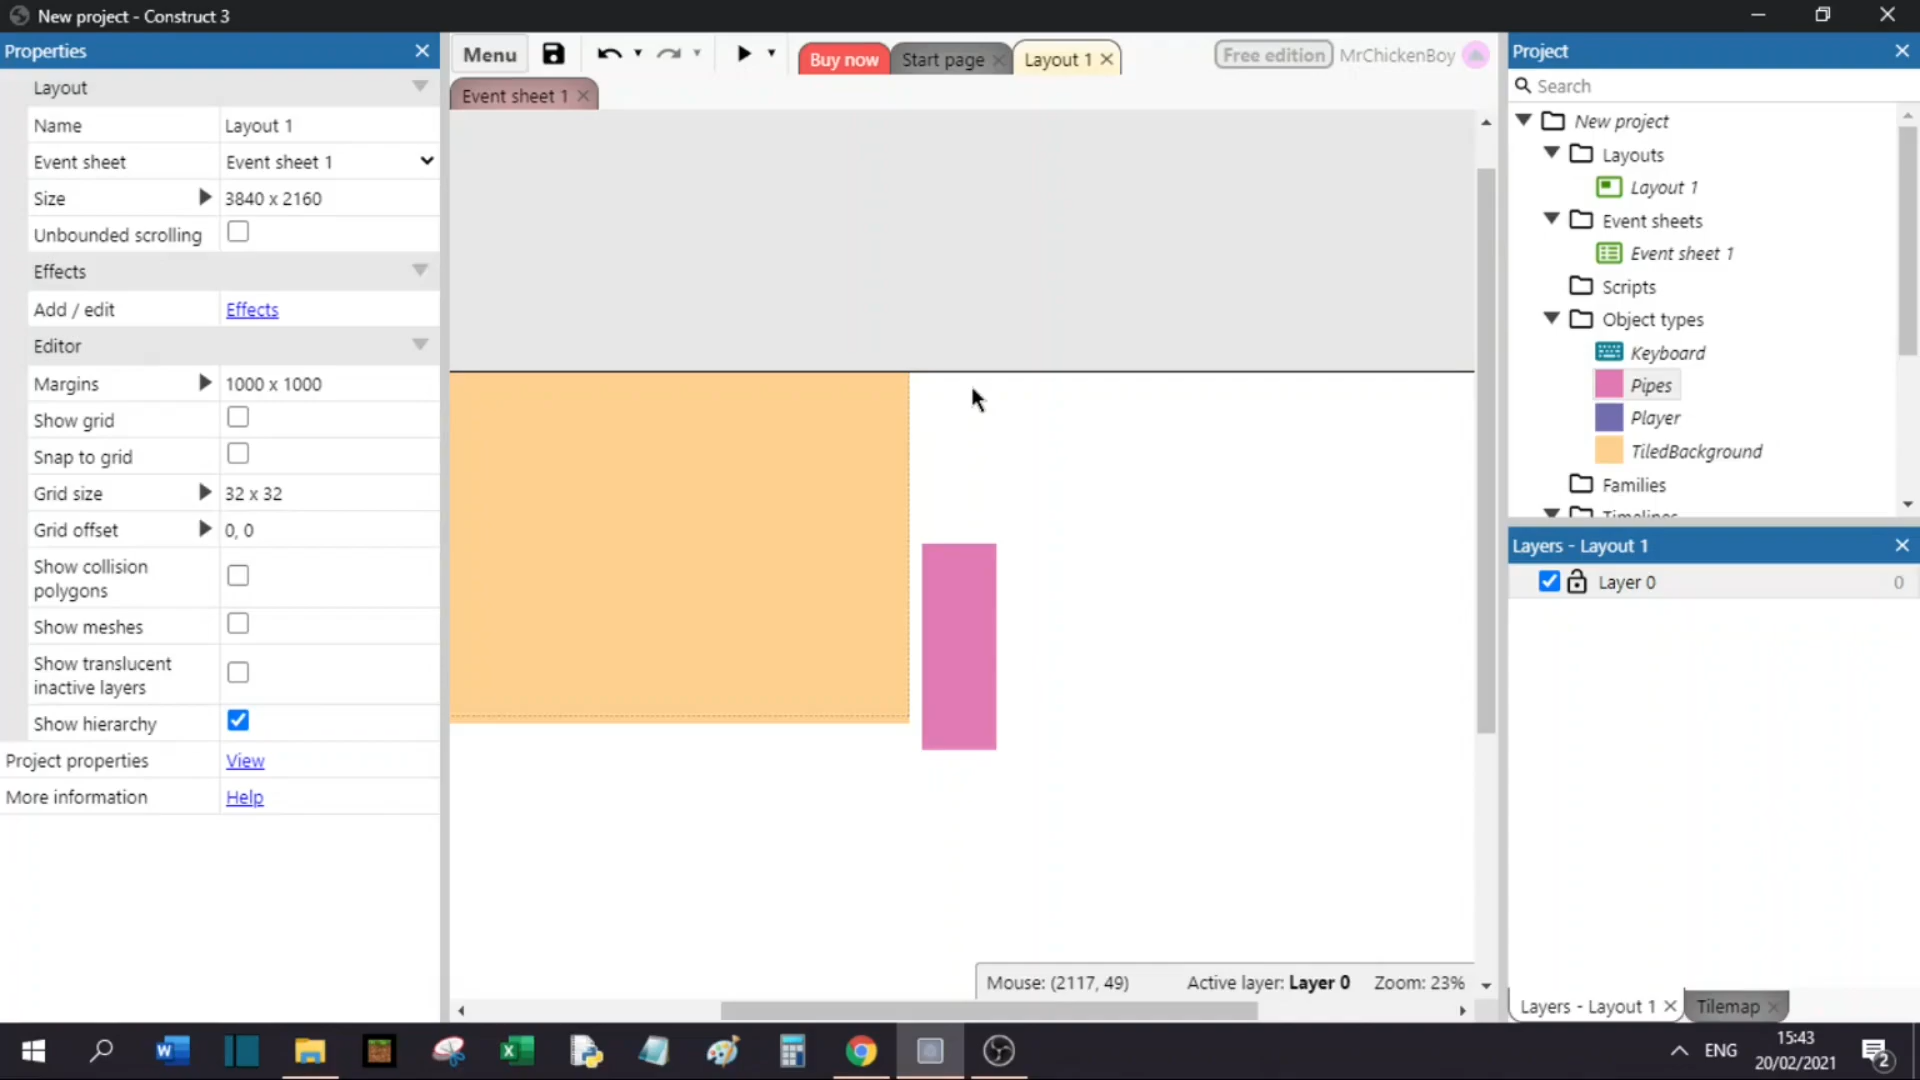 New project - Construct 3
Properties
Layout
Name Layout 1
Event sheet Event sheet 1
Size 3840 x 2160
Unbounded scrolling
Effects
Add / edit Effects
Editor
Margins 1000 x 1000
Show grid
Snap to grid
Grid size 32 x 32
Grid offset 0, 0
Show collision
polygons
Show meshes
Show translucent
inactive layers
Show hierarchy
Project properties View
More information Help
Menu
Buy now
Start page
Layout 1
Free edition
MrChickenBoy
Event sheet 1
Mouse: (2117, 49) Active layer: Layer 0 Zoom: 23%
Project
Search
New project
Layouts
Layout 1
Event sheets
Event sheet 1
Scripts
Object types
Keyboard
Pipes
Player
TiledBackground
Families
Timelines
Layers - Layout 1
Layer 0 0
Layers - Layout 1
Tilemap
ENG
15:43
20/02/2021
2